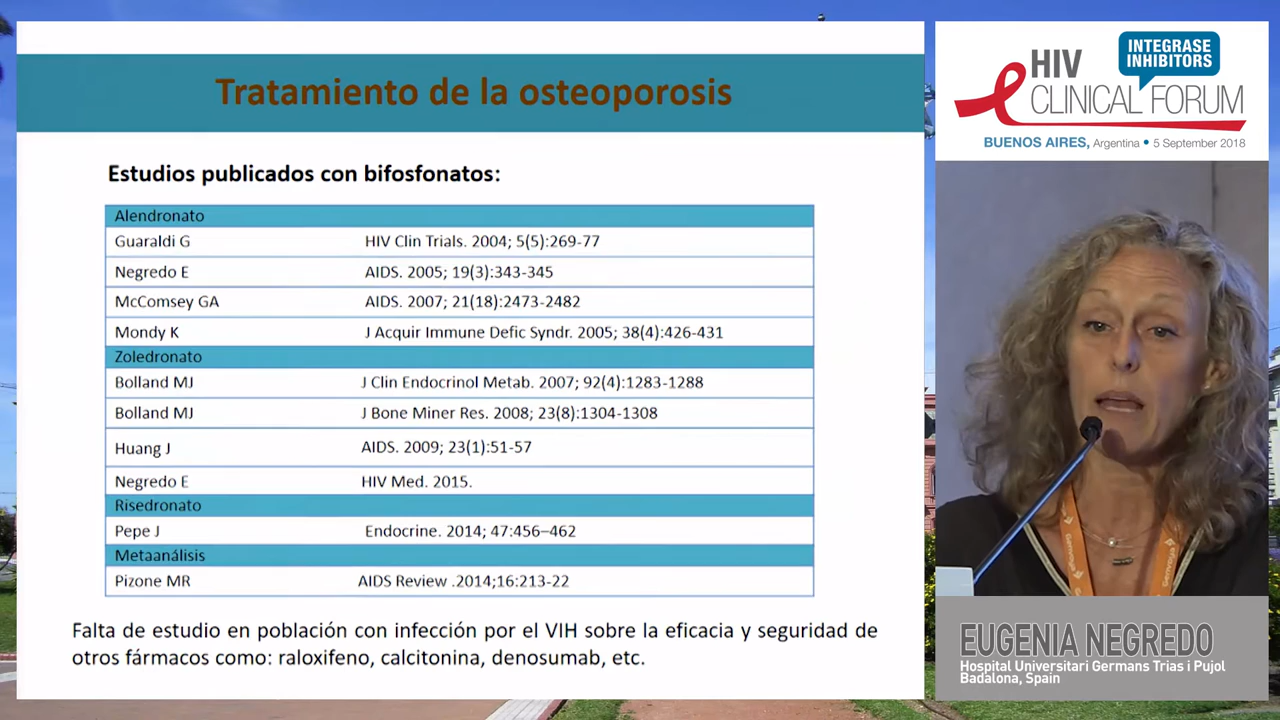 Tratamiento de la osteoporosis
Estudios publicados con bifosfonatos:
Alendronato
Guaraldi G HIV Clin Trials. 2004; 5(5):269-77
Negredo E AIDS. 2005; 19(3):343-345
McComsey GA AIDS. 2007; 21(18):2473-2482
Mondy K J Acquir Immune Defic Syndr. 2005; 38(4):426-431
Zoledronato
Bolland MJ J Clin Endocrinol Metab. 2007; 92(4):1283-1288
Bolland MJ J Bone Miner Res. 2008; 23(8):1304-1308
Huang J AIDS. 2009; 23(1):51-57
Negredo E HIV Med. 2015.
Risedronato
Pepe J Endocrine. 2014; 47:456–462
Metaanálisis
Pizone MR AIDS Review .2014;16:213-22
Falta de estudio en población con infección por el VIH sobre la eficacia y seguridad de
otros fármacos como: raloxifeno, calcitonina, denosumab, etc.
INTEGRASE
INHIBITORS
HIV
CLINICAL FORUM
BUENOS AIRES, Argentina • 5 September 2018
Genvoya
Genvoya
EUGENIA NEGREDO
Hospital Universitari Germans Trias i Pujol
Badalona, Spain